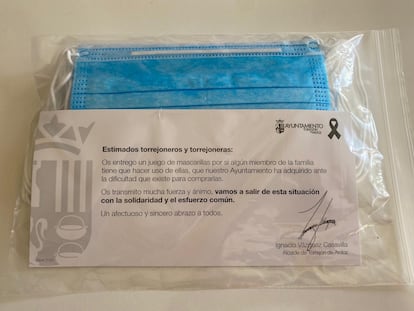 AYUNTAMIENTO
Estimados torrejoneros y torrejoneras:
Os entrego un juego de mascarillas por si algún miembro de la familia
tiene que hacer uso de ellas, que nuestro Ayuntamiento ha adquirido ante
la dificultad que existe para comprarlas.
Os transmito mucha fuerza y ánimo, vamos a salir de esta situación
con la solidaridad y el esfuerzo común.
Un afectuoso y sincero abrazo a todos.
Ignacio Vázquez Casavilla
Alcalde de Torrejón de Ardoz